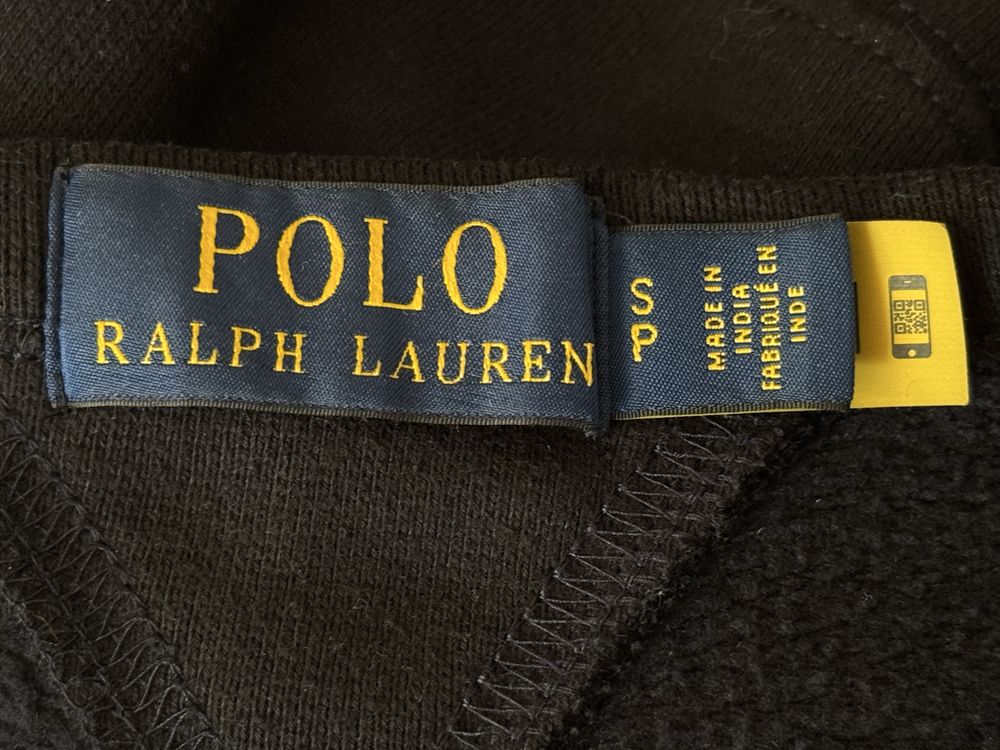 POLO
RALPH LAUREN
S
P
MADE IN
INDIA
FABRIQUÉ EN
INDE